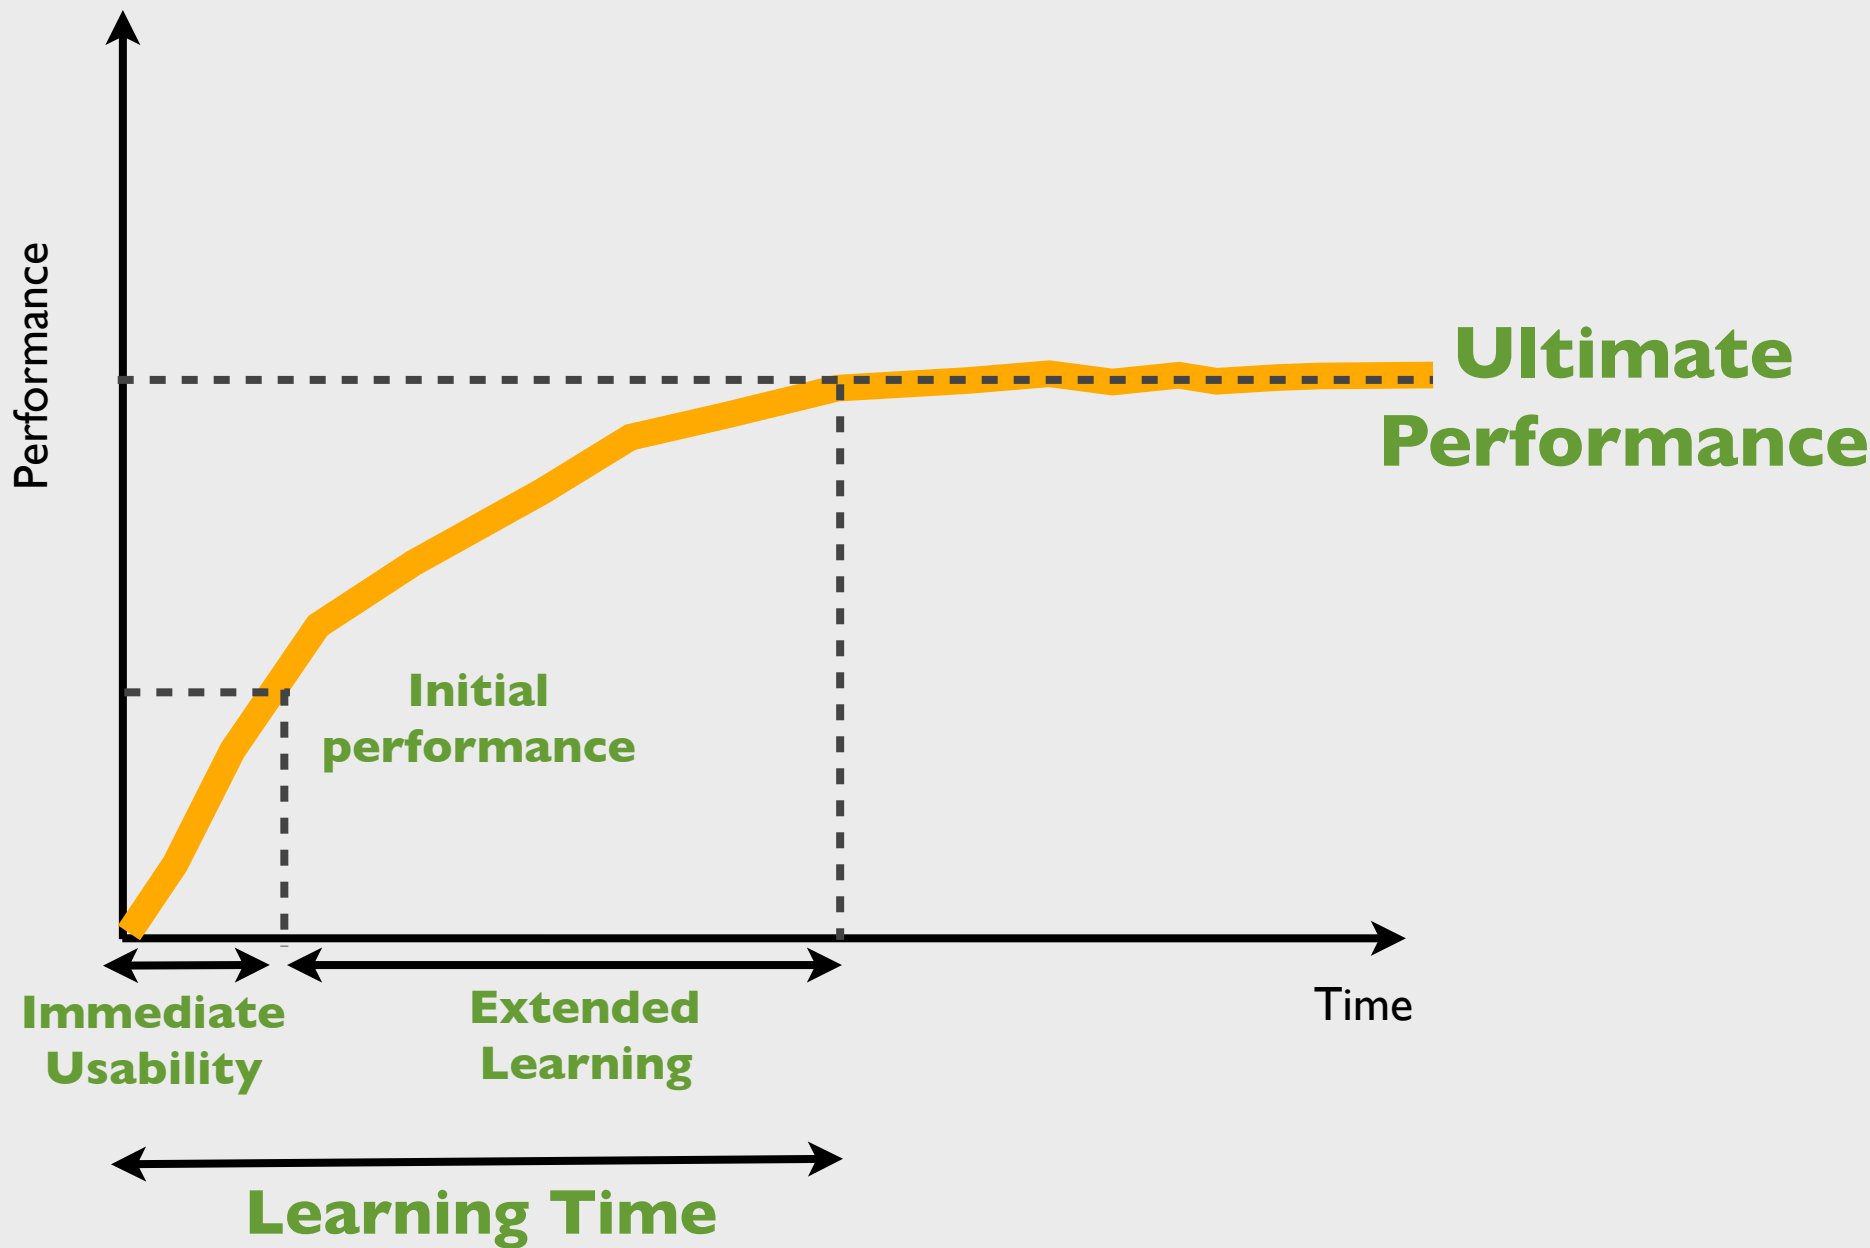 Performance
Ultimate
Performance
Initial
performance
Immediate
Usability
Extended
Learning
Time
Learning Time